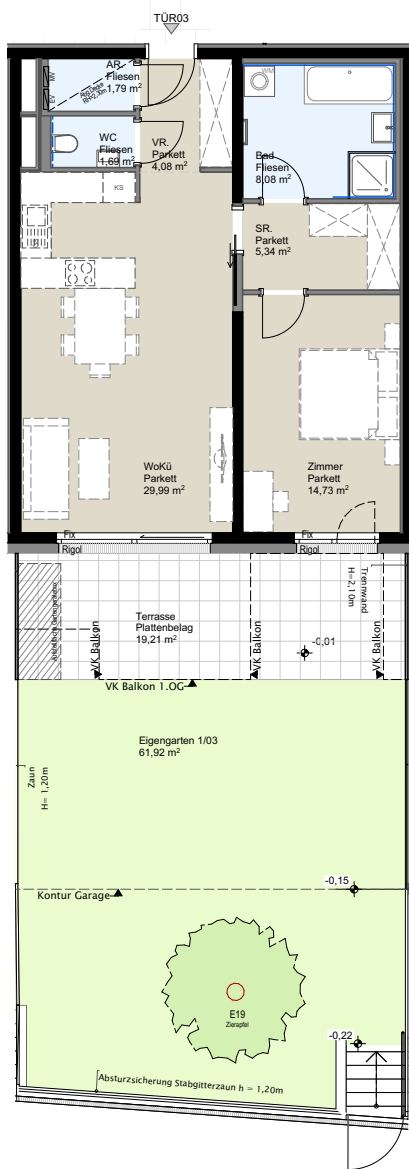 TÜR03
AR.
Fliesen
1,79 m²
MV
EV
WC
Fliesen
1,69 m²
VR.
Parkett
4,08 m²
WM
Bad
Fliesen
8,08 m²
KS
SR.
Parkett
5,34 m²
WoKü
Parkett
29,99 m²
Zimmer
Parkett
14,73 m²
Fix
Rigol
Fix
Rigol
Terrasse
Plattenbelag
19,21 m²
Trennwand
H=2,10m
-0,01
VK Balkon
VK Balkon
VK Balkon
VK Balkon 1.OG
Eigengarten 1/03
61,92 m²
Zaun
H= 1,20m
-0,15
Kontur Garage
E19
Zierapfel
-0,22
Absturzsicherung Stabgitterzaun h = 1,20m